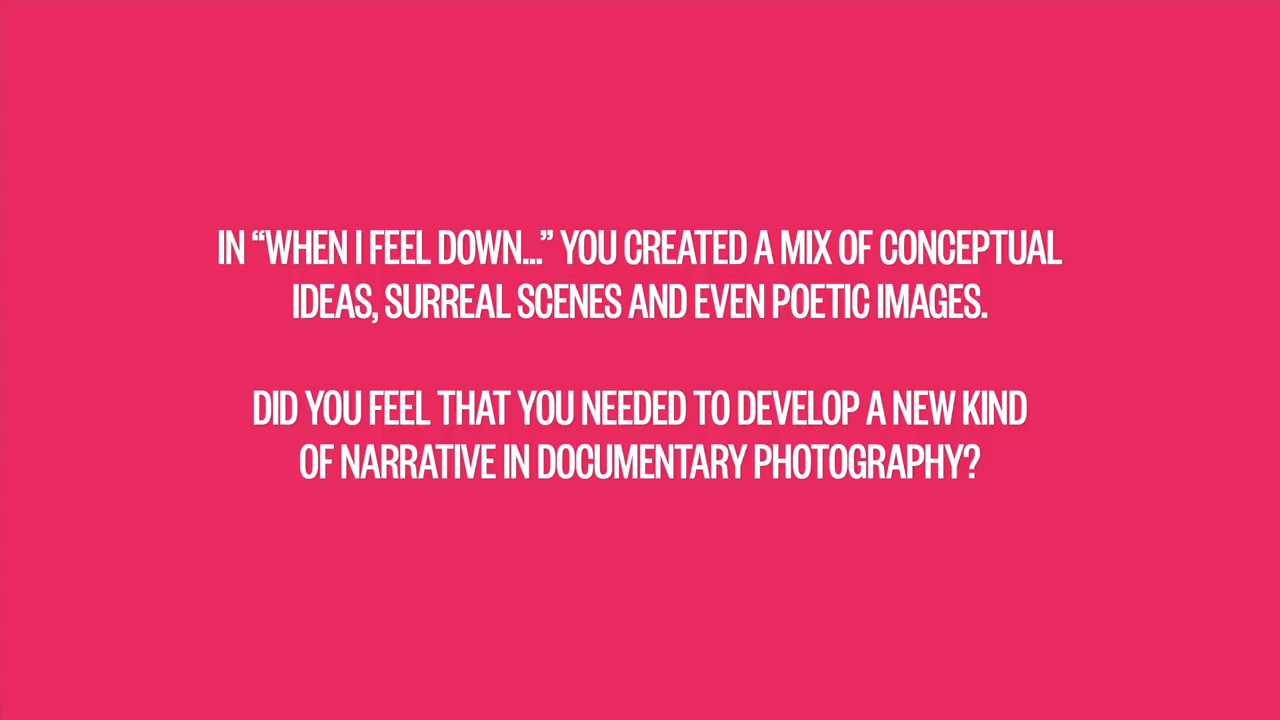 IN “WHEN I FEEL DOWN...” YOU CREATED A MIX OF CONCEPTUAL
IDEAS, SURREAL SCENES AND EVEN POETIC IMAGES.
DID YOU FEEL THAT YOU NEEDED TO DEVELOP A NEW KIND
OF NARRATIVE IN DOCUMENTARY PHOTOGRAPHY?